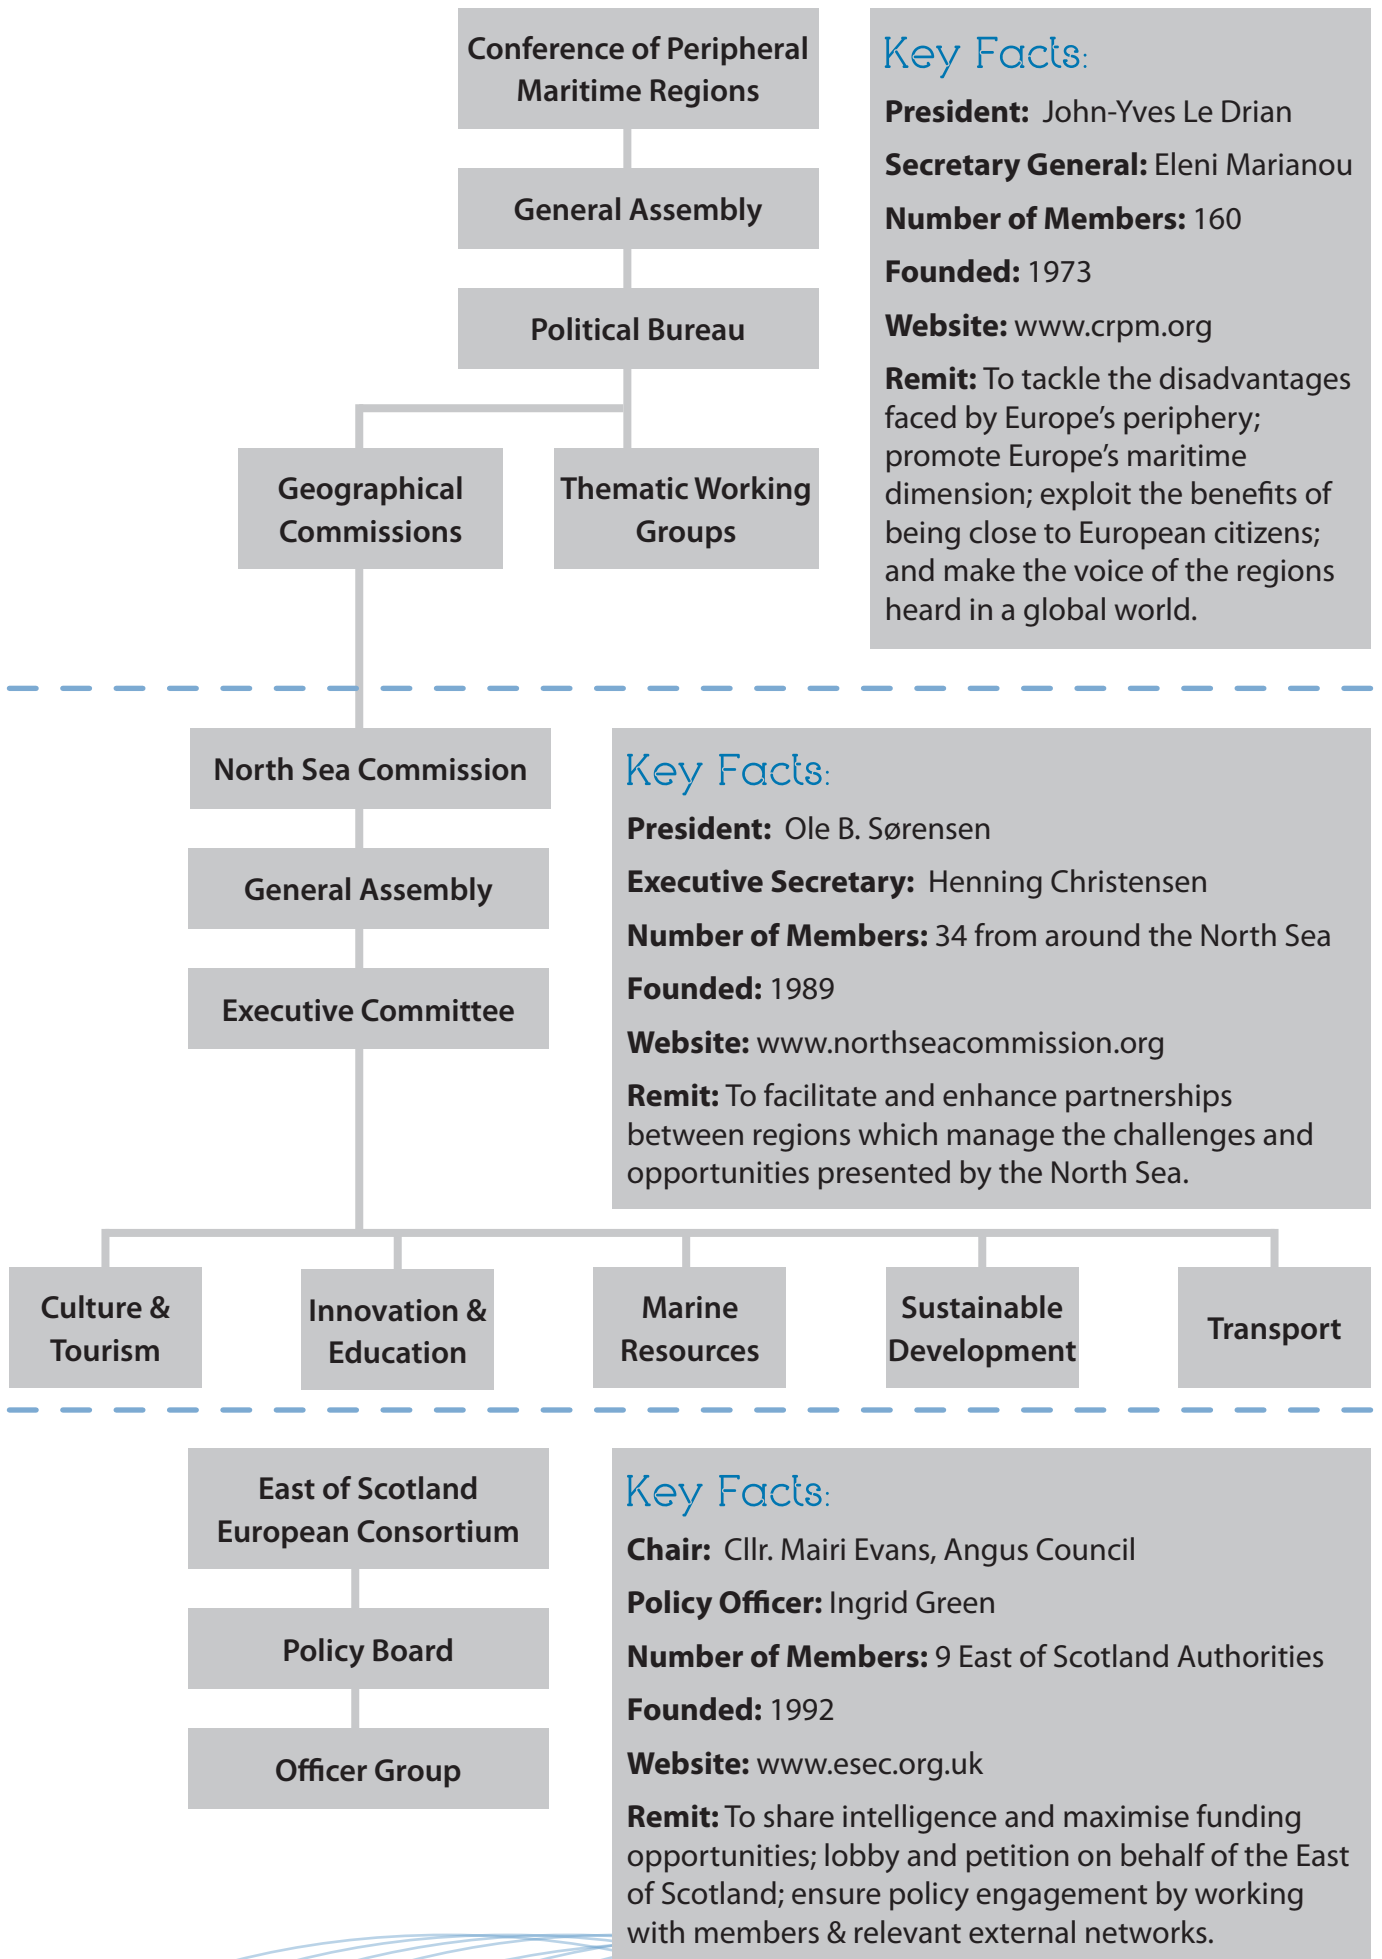 Conference of Peripheral
Maritime Regions
General Assembly
Political Bureau
Geographical
Commissions
Thematic Working
Groups
Key Facts:
President: John-Yves Le Drian
Secretary General: Eleni Marianou
Number of Members: 160
Founded: 1973
Website: www.crpm.org
Remit: To tackle the disadvantages
faced by Europe’s periphery;
promote Europe’s maritime
dimension; exploit the benefits of
being close to European citizens;
and make the voice of the regions
heard in a global world.
North Sea Commission
General Assembly
Executive Committee
Key Facts:
President: Ole B. Sørensen
Executive Secretary: Henning Christensen
Number of Members: 34 from around the North Sea
Founded: 1989
Website: www.northseacommission.org
Remit: To facilitate and enhance partnerships
between regions which manage the challenges and
opportunities presented by the North Sea.
Culture &
Tourism
Innovation &
Education
Marine
Resources
Sustainable
Development
Transport
East of Scotland
European Consortium
Policy Board
Officer Group
Key Facts:
Chair: Cllr. Mairi Evans, Angus Council
Policy Officer: Ingrid Green
Number of Members: 9 East of Scotland Authorities
Founded: 1992
Website: www.esec.org.uk
Remit: To share intelligence and maximise funding
opportunities; lobby and petition on behalf of the East
of Scotland; ensure policy engagement by working
with members & relevant external networks.